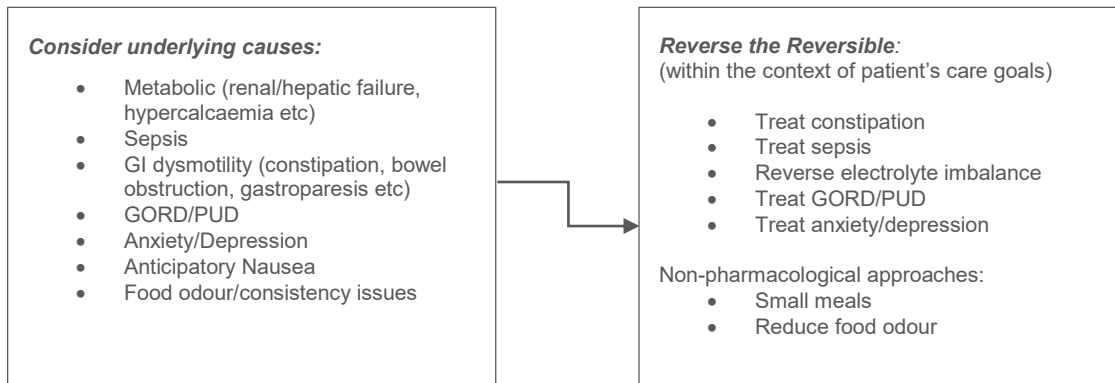 Consider underlying causes:
• Metabolic (renal/hepatic failure,
hypercalcaemia etc)
• Sepsis
• GI dysmotility (constipation, bowel
obstruction, gastroparesis etc)
• GORD/PUD
• Anxiety/Depression
• Anticipatory Nausea
• Food odour/consistency issues
Reverse the Reversible:
(within the context of patient’s care goals)
• Treat constipation
• Treat sepsis
• Reverse electrolyte imbalance
• Treat GORD/PUD
• Treat anxiety/depression
Non-pharmacological approaches:
• Small meals
• Reduce food odour